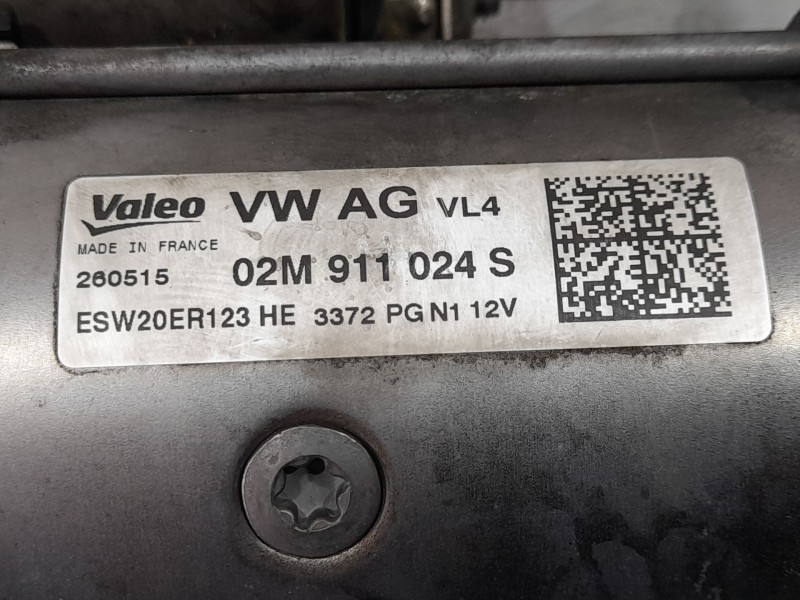 Valeo VW AG VL4
MADE IN FRANCE
260515 02M 911 024 S
ESW20ER123 HE 3372 PG N1 12V